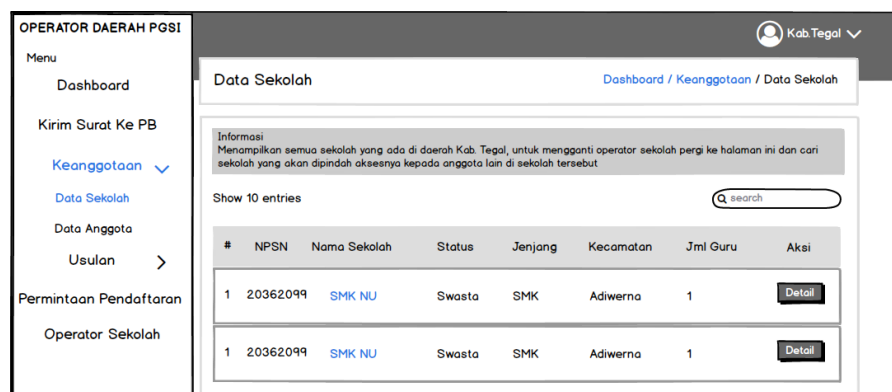 OPERATOR DAERAH PGSI
Kab.Tegal
Menu
Dashboard
Kirim Surat Ke PB
Keanggotaan
Data Sekolah
Data Anggota
Usulan
Permintaan Pendaftaran
Operator Sekolah
Data Sekolah
Dashboard / Keanggotaan / Data Sekolah
Informasi
Menampilkan semua sekolah yang ada di daerah Kab. Tegal, untuk mengganti operator sekolah pergi ke halaman ini dan cari
sekolah yang akan dipindah aksesnya kepada anggota lain di sekolah tersebut
Show 10 entries
search
# NPSN Nama Sekolah Status Jenjang Kecamatan Jml Guru Aksi
1 20362099 SMK NU Swasta SMK Adiwerna 1 Detail
1 20362099 SMK NU Swasta SMK Adiwerna 1 Detail